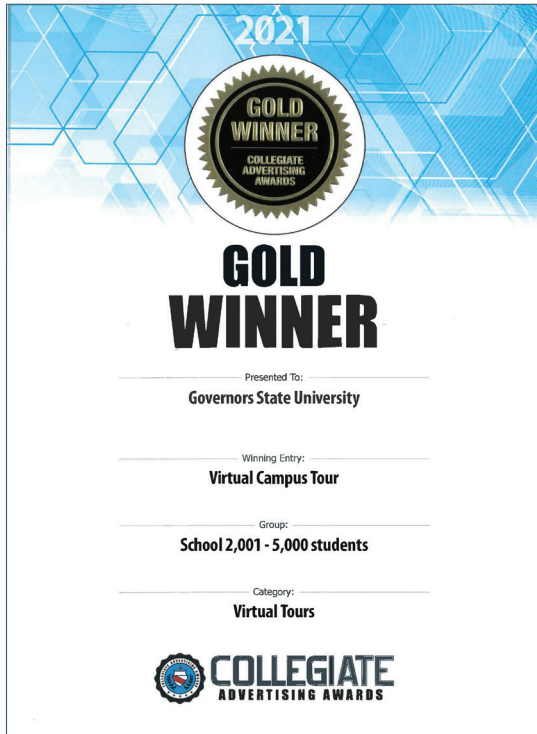 2021
GOLD
WINNER
COLLEGIATE
ADVERTISING
AWARDS
GOLD
WINNER
Presented To:
Governors State University
Winning Entry:
Virtual Campus Tour
Group:
School 2,001 - 5,000 students
Category:
Virtual Tours
COLLEGIATE
ADVERTISING AWARDS